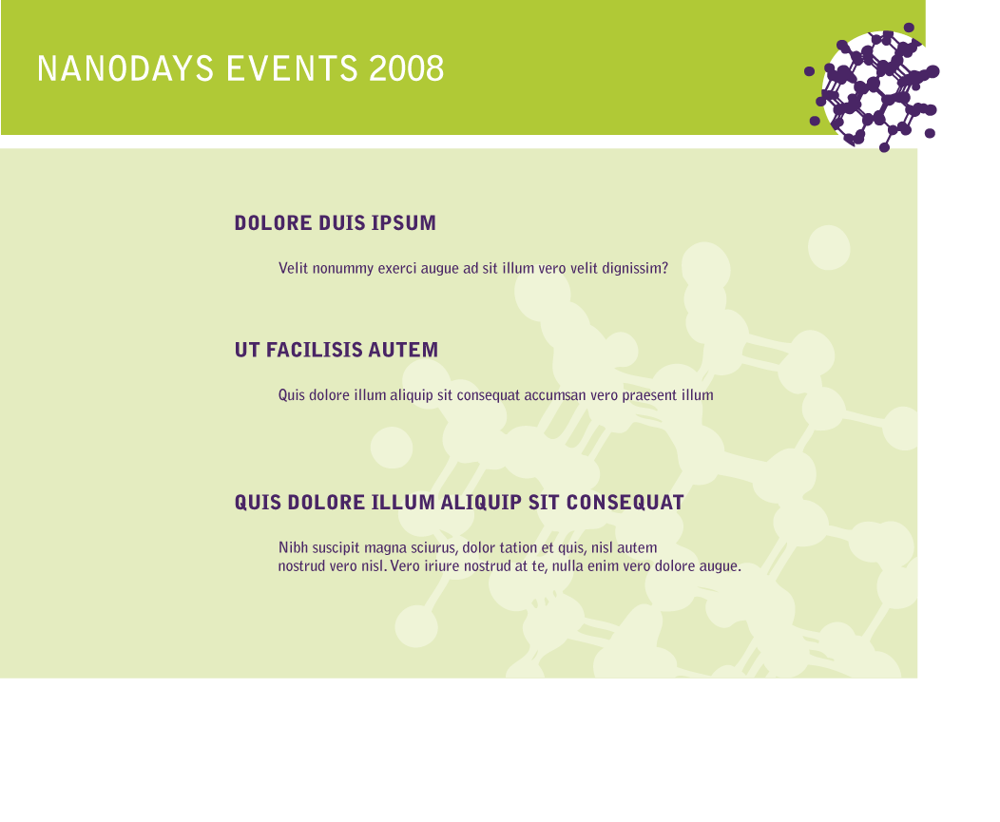 NANODAYS EVENTS 2008
DOLORE DUIS IPSUM
Velit nonummy exerci augue ad sit illum vero velit dignissim?
UT FACILISIS AUTEM
Quis dolore illum aliquip sit consequat accumsan vero praesent illum
QUIS DOLORE ILLUM ALIQUIP SIT CONSEQUAT
Nibh suscipit magna sciurus, dolor tation et quis, nisl autem
nostrud vero nisl. Vero iriure nostrud at te, nulla enim vero dolore augue.